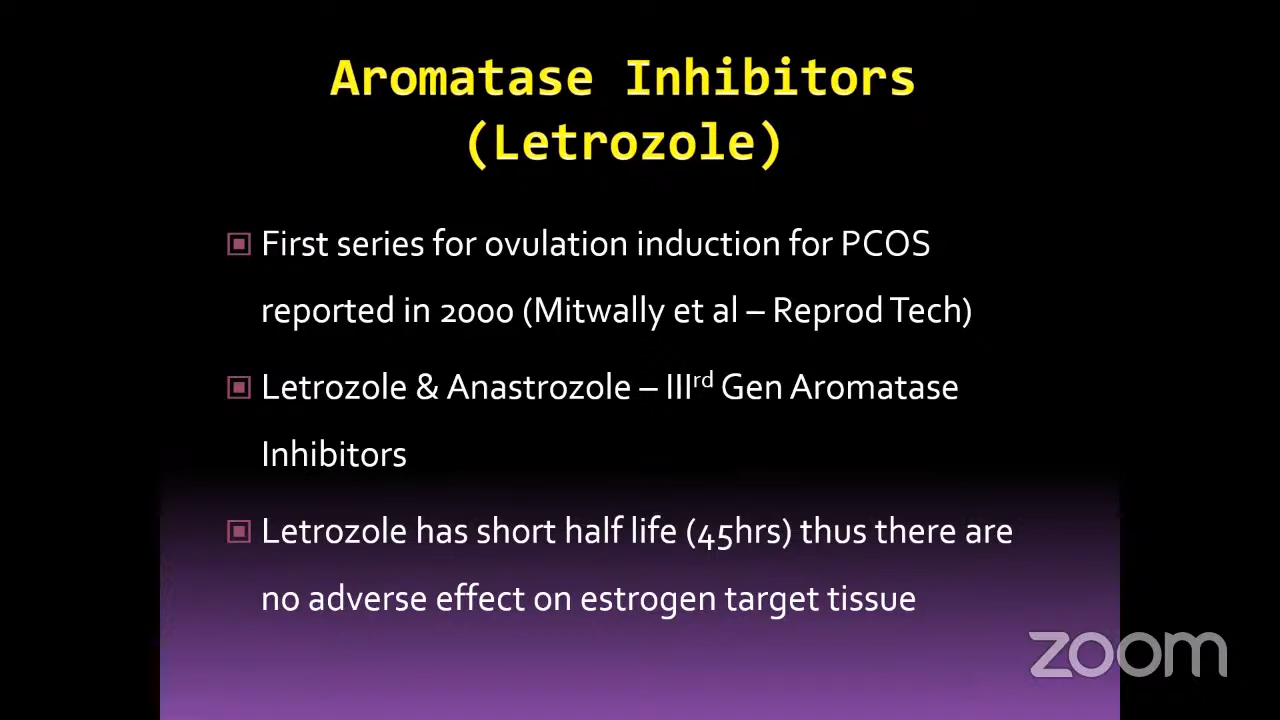 Aromatase Inhibitors
(Letrozole)
First series for ovulation induction for PCOS
reported in 2000 (Mitwally et al – Reprod Tech)
Letrozole & Anastrozole – IIIrd Gen Aromatase
Inhibitors
Letrozole has short half life (45hrs) thus there are
no adverse effect on estrogen target tissue
zoom